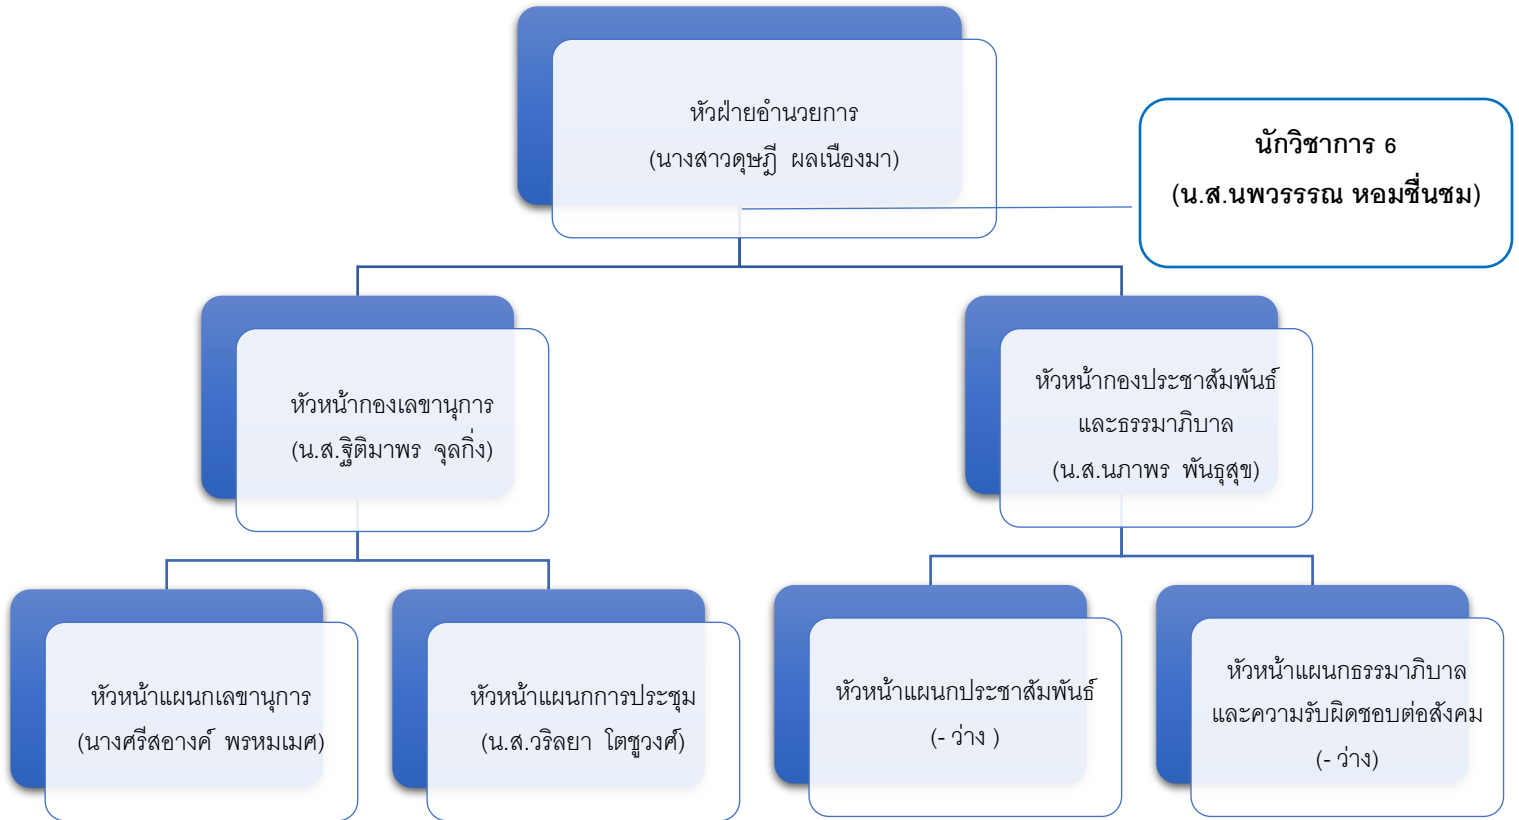 หัวฝ่ายอำนวยการ
(นางสาวดุษฎี ผลเนืองมา)
นักวิชาการ 6
(น.ส.นพวรรรณ หอมชื่นชม)
หัวหน้ากองเลขานุการ
(น.ส.ฐิติมาพร จุลกิ่ง)
หัวหน้ากองประชาสัมพันธ์
และธรรมาภิบาล
(น.ส.นภาพร พันธุสุข)
หัวหน้าแผนกเลขานุการ
(นางศรีสอางค์ พรหมเมศ)
หัวหน้าแผนกการประชุม
(น.ส.วริลยา โตชูวงศ์)
หัวหน้าแผนกประชาสัมพันธ์
(- ว่าง )
หัวหน้าแผนกธรรมาภิบาล
และความรับผิดชอบต่อสังคม
(- ว่าง)